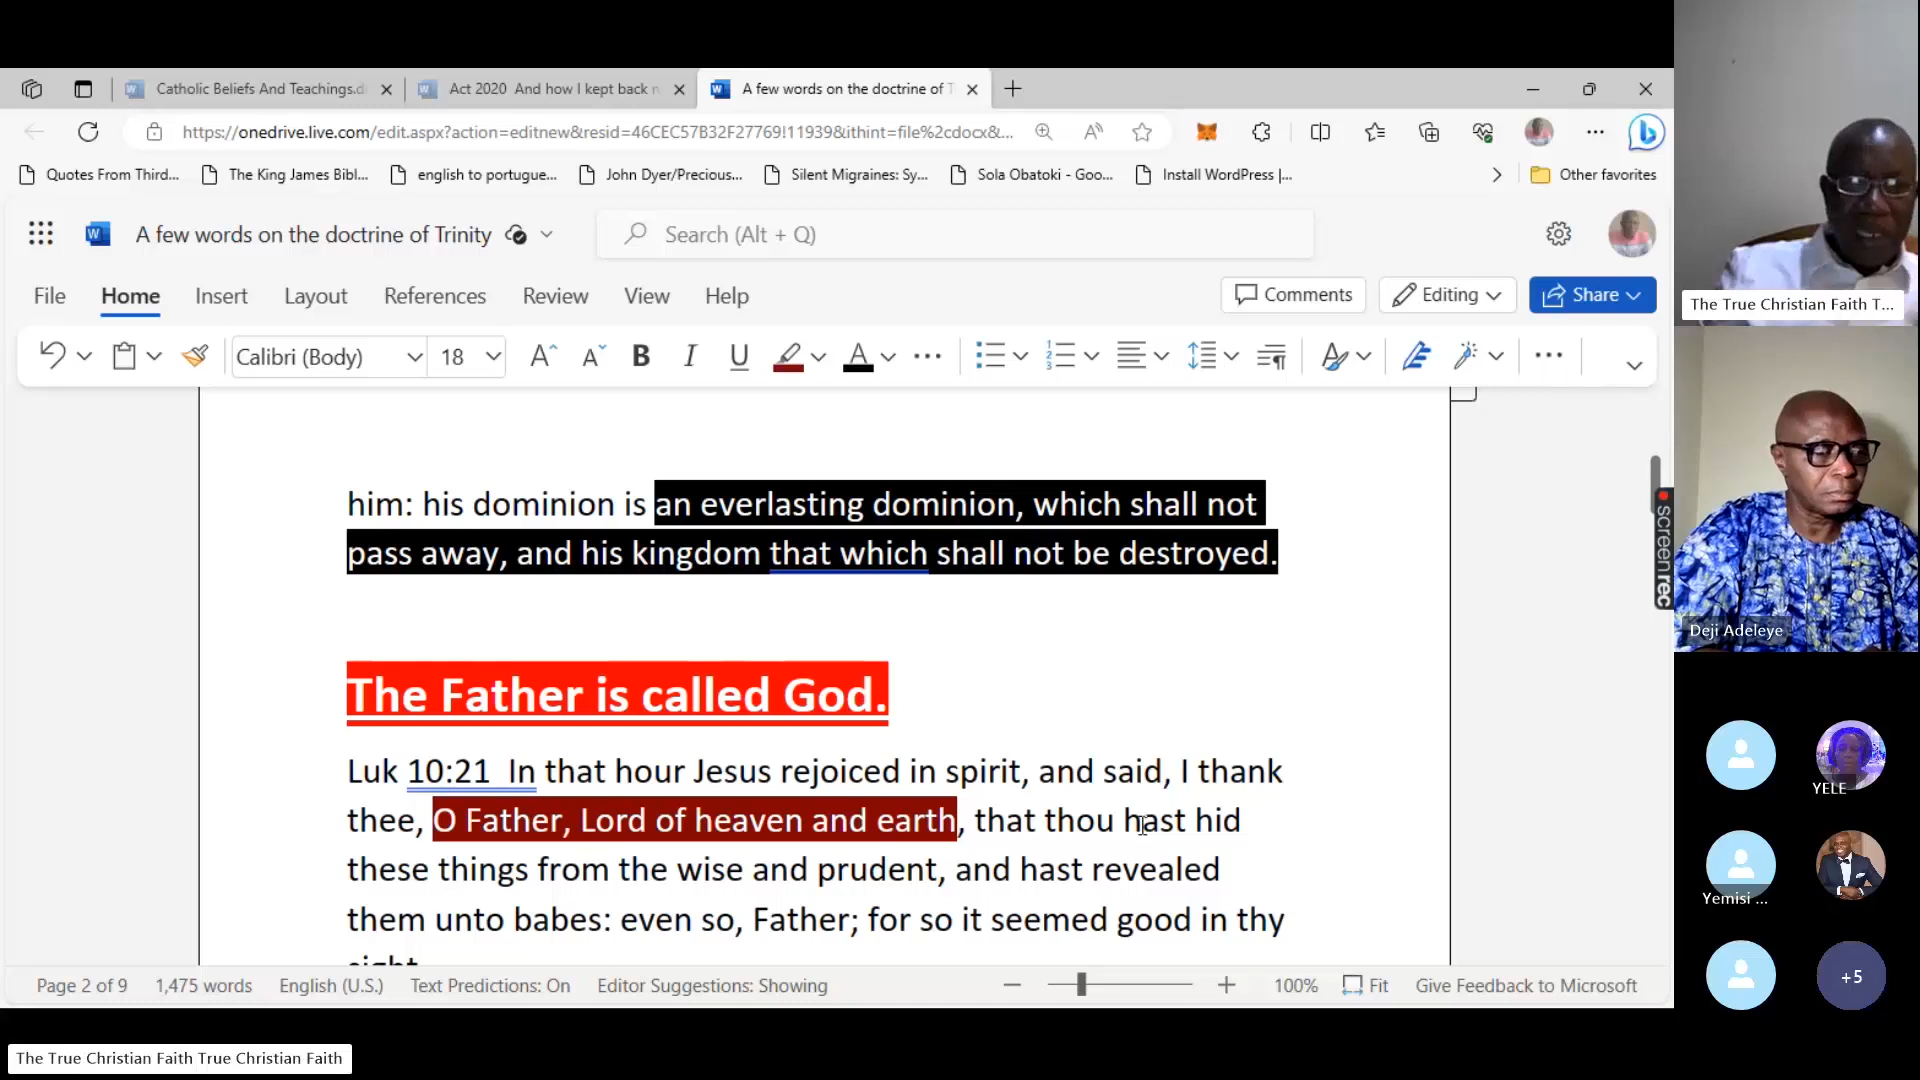 Catholic Beliefs And Teachings.d
Act 2020 And how I kept back n
A few words on the doctrine of T
https://onedrive.live.com/edit.aspx?action=editnew&resid=46CEC57B32F27769!11939&ithint=file%2cdocx&...
Quotes From Third...
The King James Bibl...
english to portugue...
John Dyer/Precious...
Silent Migraines: Sy...
Sola Obatoki - Goo...
Install WordPress |...
Other favorites
A few words on the doctrine of Trinity
Search (Alt + Q)
File Home Insert Layout References Review View Help
Comments
Editing
Share
Calibri (Body)
18
him: his dominion is an everlasting dominion, which shall not
pass away, and his kingdom that which shall not be destroyed.
The Father is called God.
Luk 10:21 In that hour Jesus rejoiced in spirit, and said, I thank
thee, O Father, Lord of heaven and earth, that thou hast hid
these things from the wise and prudent, and hast revealed
them unto babes: even so, Father; for so it seemed good in thy
sight.
Page 2 of 9
1,475 words
English (U.S.)
Text Predictions: On
Editor Suggestions: Showing
100%
Fit
Give Feedback to Microsoft
screenrec
The True Christian Faith T...
Deji Adeleye
YELE
Yemisi ...
+5
The True Christian Faith True Christian Faith